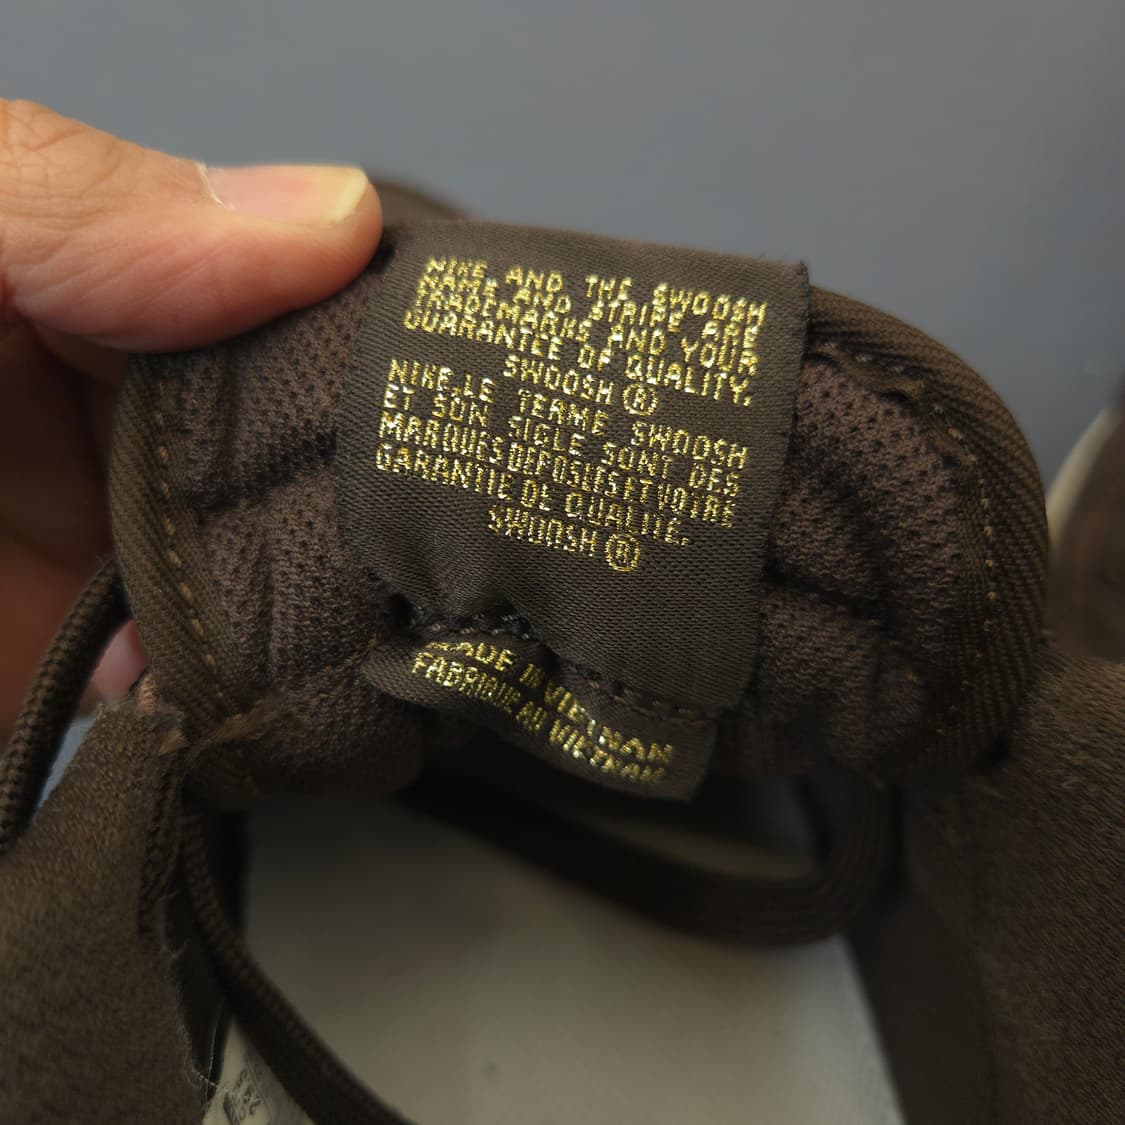 NIKE AND THE SWOOSH
NAME AND STRIPE ARE
TRADEMARKS AND YOUR
GUARANTEE OF QUALITY.
SWOOSH ®
NIKE,LE TERME SWOOSH
ET SON SIGLE SONT DES
MARQUES DEPOSIES ET VOTRE
GARANTIE DE QUALITE.
SWOOSH ®
MADE IN VIETNAM
FABRIQUE AU VIETNAM